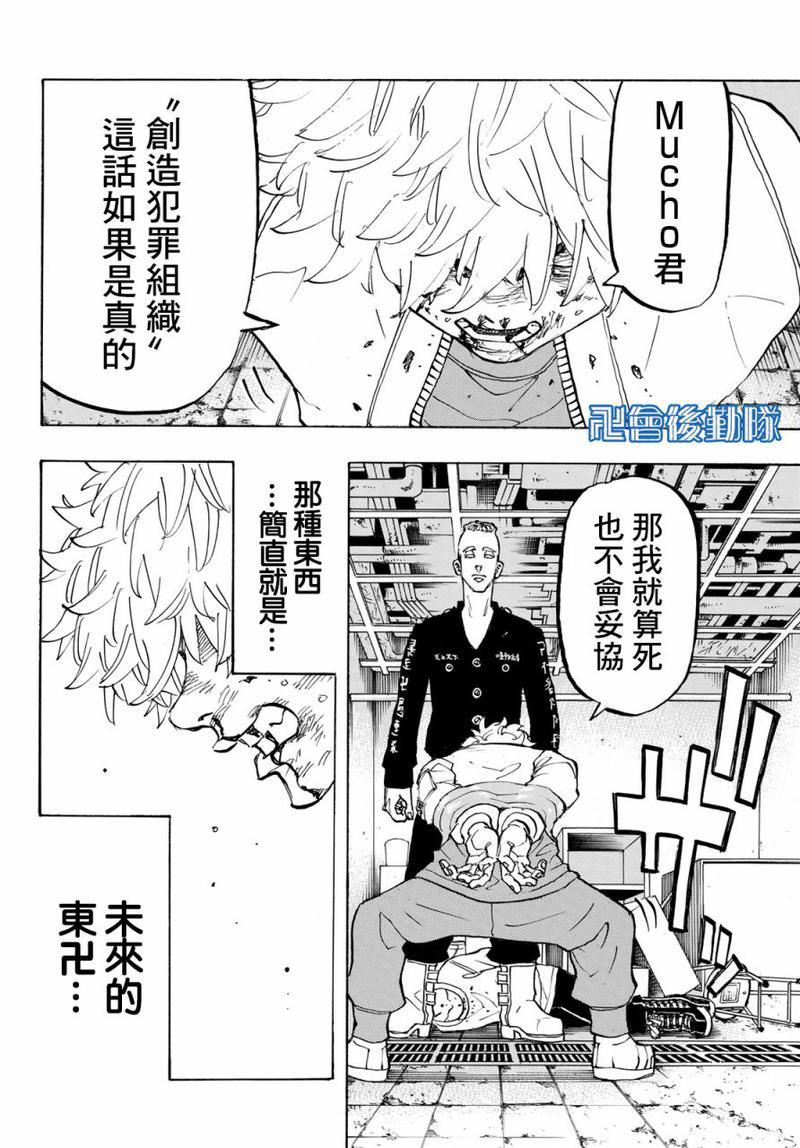 Mucho君
“創造犯罪組織”
這話如果是真的
卍會後勤隊
那我就算死
也不會妥協
那種東西
…簡直就是…
未來的
東卍…